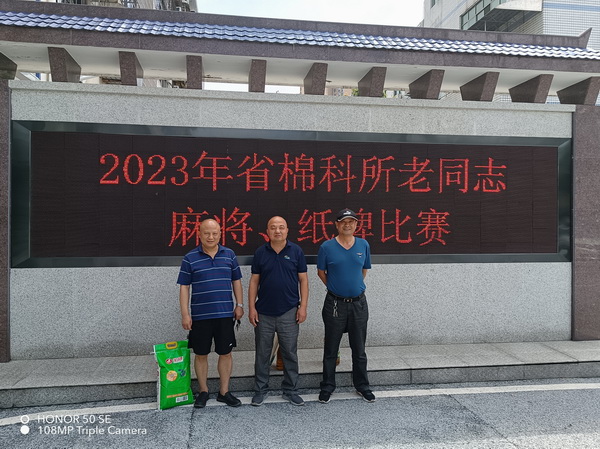 2023年省棉科所老同志
麻将、纸牌比赛
HONOR 50 SE
108MP Triple Camera